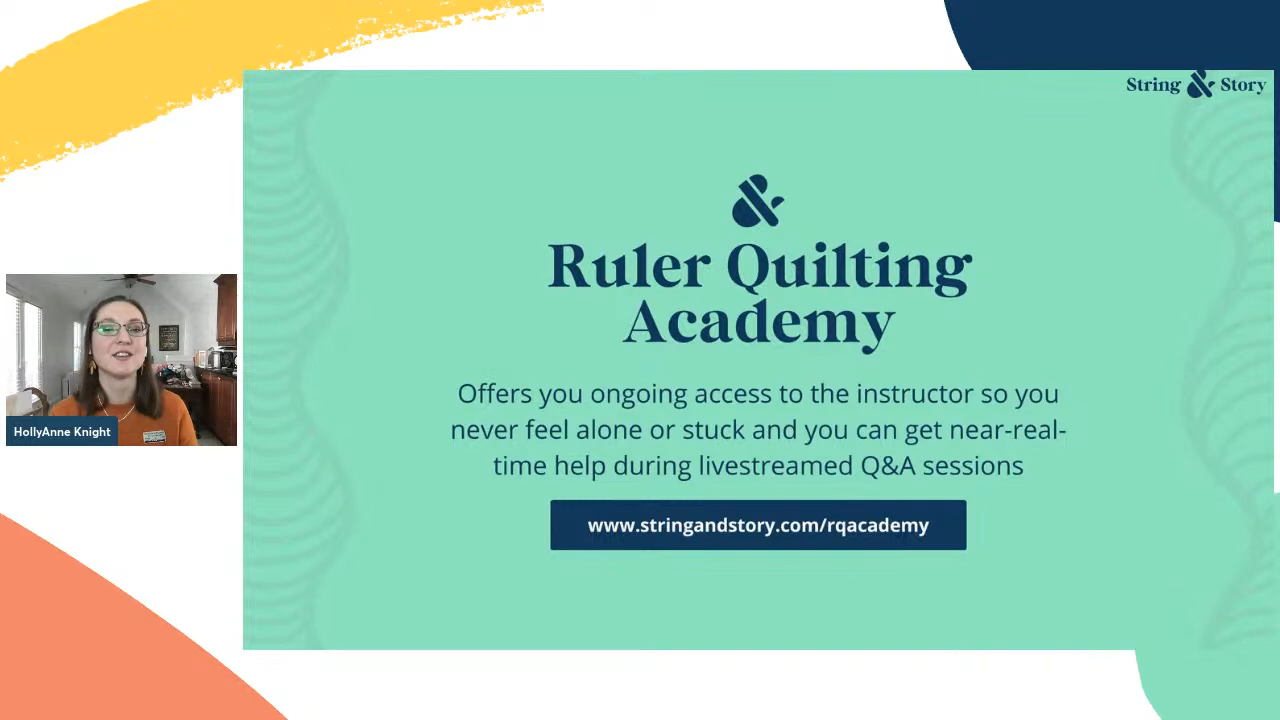 String & Story
&
Ruler Quilting
Academy
Offers you ongoing access to the instructor so you
never feel alone or stuck and you can get near-real-
time help during livestreamed Q&A sessions
www.stringandstory.com/rqacademy
HollyAnne Knight